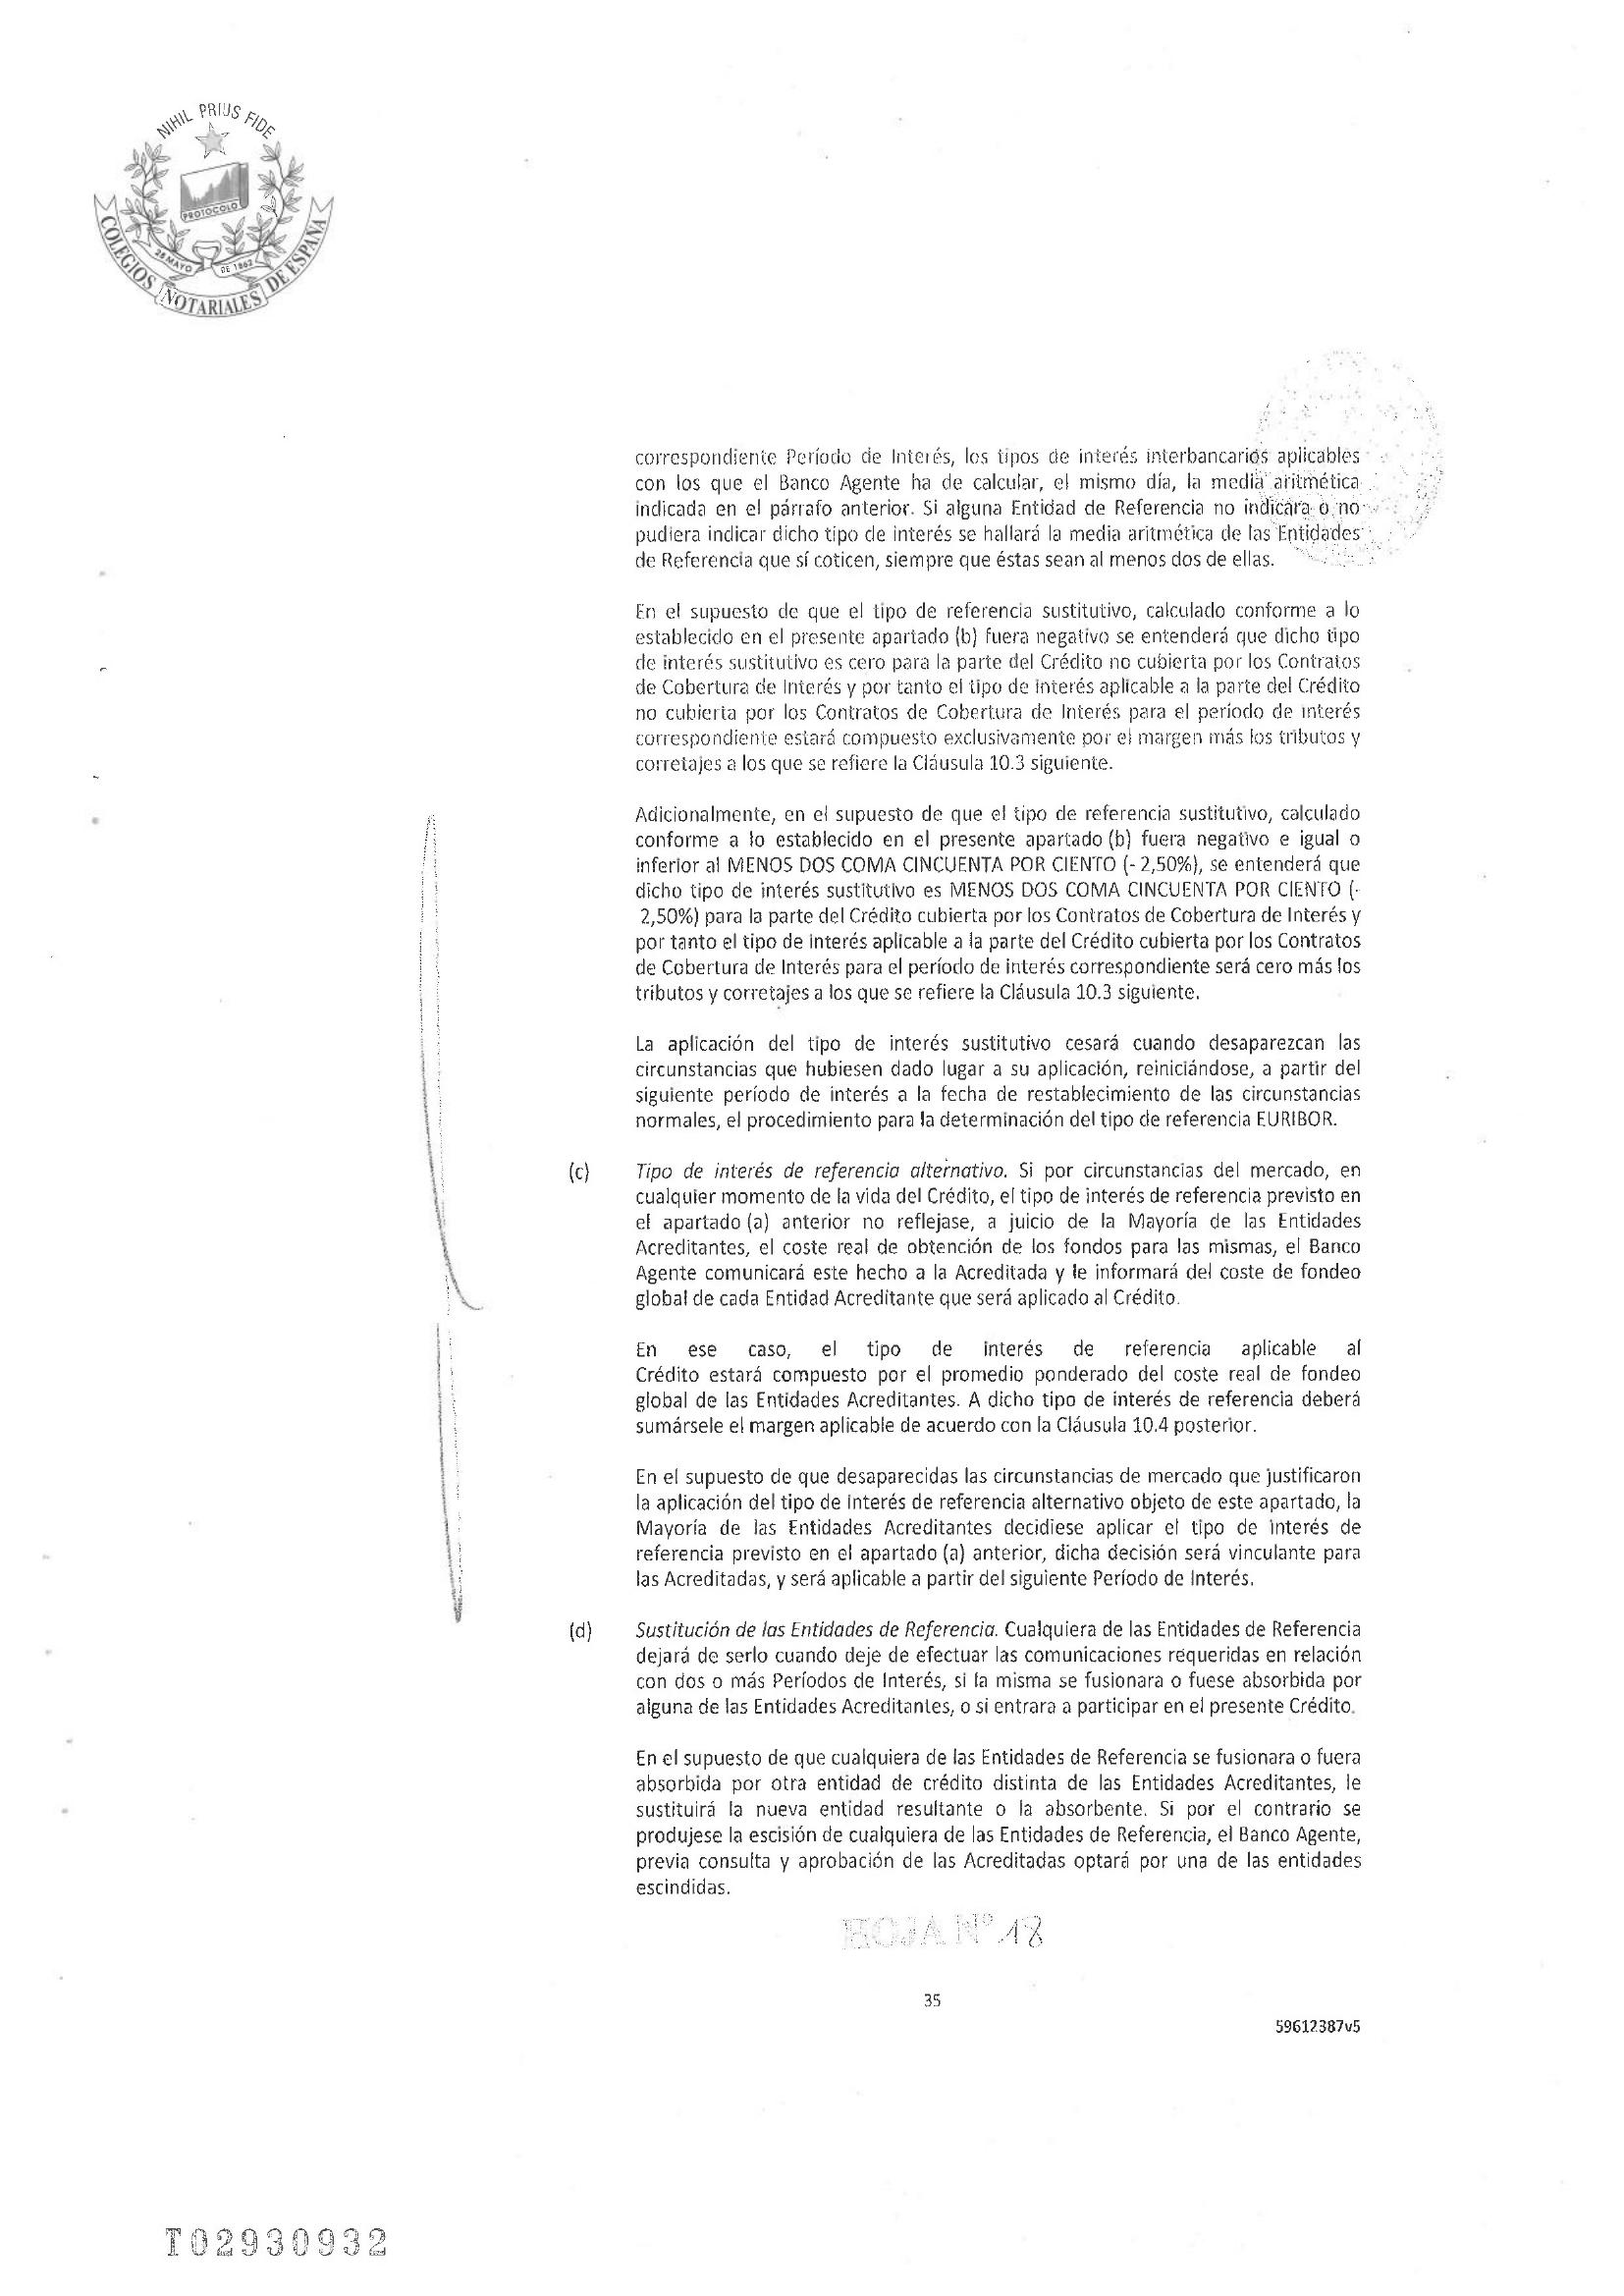 NIHIL PRIUS FIDE
PROTOCOLO
28 MAYO DE 1862
COLEGIOS NOTARIALES DE ESPAÑA
correspondiente Período de Interés, los tipos de interés interbancarios aplicables
con los que el Banco Agente ha de calcular, el mismo día, la media aritmética
indicada en el párrafo anterior. Si alguna Entidad de Referencia no indicara o no
pudiera indicar dicho tipo de interés se hallará la media aritmética de las Entidades
de Referencia que sí coticen, siempre que éstas sean al menos dos de ellas.
En el supuesto de que el tipo de referencia sustitutivo, calculado conforme a lo
establecido en el presente apartado (b) fuera negativo se entenderá que dicho tipo
de interés sustitutivo es cero para la parte del Crédito no cubierta por los Contratos
de Cobertura de Interés y por tanto el tipo de interés aplicable a la parte del Crédito
no cubierta por los Contratos de Cobertura de Interés para el período de interés
correspondiente estará compuesto exclusivamente por el margen más los tributos y
corretajes a los que se refiere la Cláusula 10.3 siguiente.
Adicionalmente, en el supuesto de que el tipo de referencia sustitutivo, calculado
conforme a lo establecido en el presente apartado (b) fuera negativo e igual o
inferior al MENOS DOS COMA CINCUENTA POR CIENTO (- 2,50%), se entenderá que
dicho tipo de interés sustitutivo es MENOS DOS COMA CINCUENTA POR CIENTO (-
2,50%) para la parte del Crédito cubierta por los Contratos de Cobertura de Interés y
por tanto el tipo de interés aplicable a la parte del Crédito cubierta por los Contratos
de Cobertura de Interés para el período de interés correspondiente será cero más los
tributos y corretajes a los que se refiere la Cláusula 10.3 siguiente.
La aplicación del tipo de interés sustitutivo cesará cuando desaparezcan las
circunstancias que hubiesen dado lugar a su aplicación, reiniciándose, a partir del
siguiente período de interés a la fecha de restablecimiento de las circunstancias
normales, el procedimiento para la determinación del tipo de referencia EURIBOR.
(c) Tipo de interés de referencia alternativo. Si por circunstancias del mercado, en
cualquier momento de la vida del Crédito, el tipo de interés de referencia previsto en
el apartado (a) anterior no reflejase, a juicio de la Mayoría de las Entidades
Acreditantes, el coste real de obtención de los fondos para las mismas, el Banco
Agente comunicará este hecho a la Acreditada y le informará del coste de fondeo
global de cada Entidad Acreditante que será aplicado al Crédito.
En ese caso, el tipo de interés de referencia aplicable al
Crédito estará compuesto por el promedio ponderado del coste real de fondeo
global de las Entidades Acreditantes. A dicho tipo de interés de referencia deberá
sumársele el margen aplicable de acuerdo con la Cláusula 10.4 posterior.
En el supuesto de que desaparecidas las circunstancias de mercado que justificaron
la aplicación del tipo de interés de referencia alternativo objeto de este apartado, la
Mayoría de las Entidades Acreditantes decidiese aplicar el tipo de interés de
referencia previsto en el apartado (a) anterior, dicha decisión será vinculante para
las Acreditadas, y será aplicable a partir del siguiente Período de Interés.
(d) Sustitución de las Entidades de Referencia. Cualquiera de las Entidades de Referencia
dejará de serlo cuando deje de efectuar las comunicaciones requeridas en relación
con dos o más Períodos de Interés, si la misma se fusionara o fuese absorbida por
alguna de las Entidades Acreditantes, o si entrara a participar en el presente Crédito.
En el supuesto de que cualquiera de las Entidades de Referencia se fusionara o fuera
absorbida por otra entidad de crédito distinta de las Entidades Acreditantes, le
sustituirá la nueva entidad resultante o la absorbente. Si por el contrario se
produjese la escisión de cualquiera de las Entidades de Referencia, el Banco Agente,
previa consulta y aprobación de las Acreditadas optará por una de las entidades
escindidas.
HOJA Nº 18
35
59612387v5
T02930932